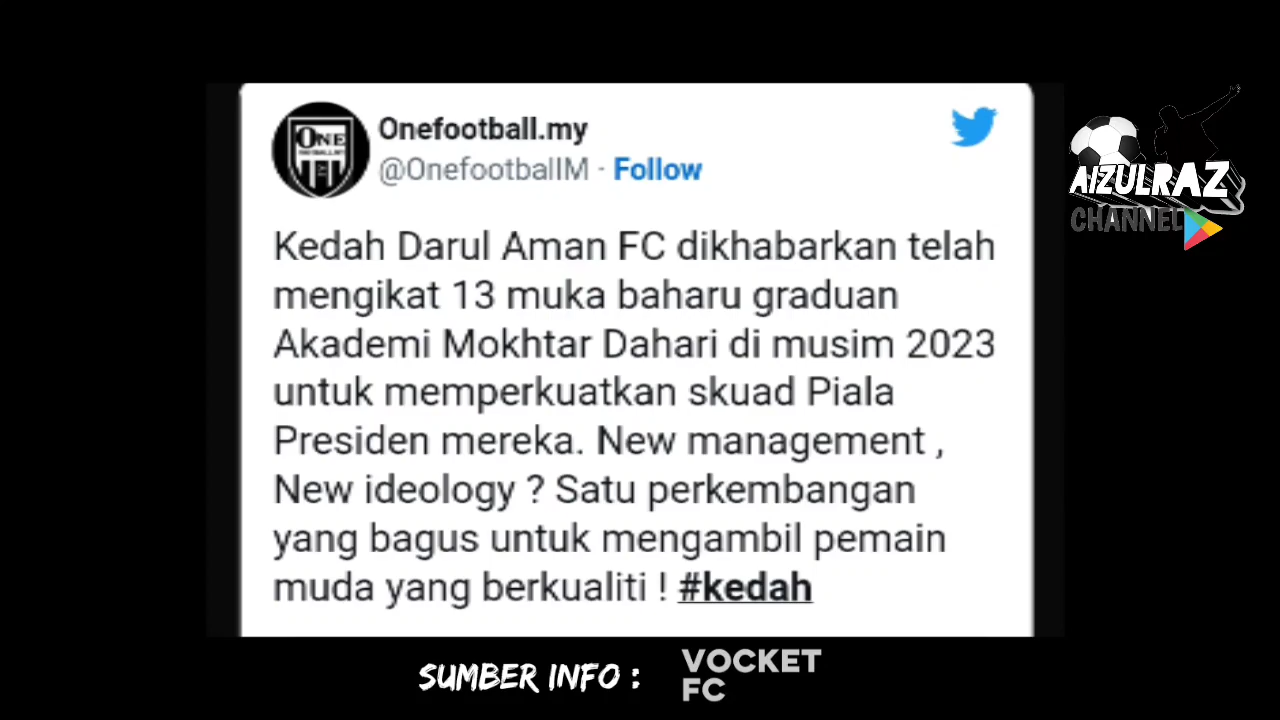 Onefootball.my
@OnefootballM · Follow
ONE
Kedah Darul Aman FC dikhabarkan telah
mengikat 13 muka baharu graduan
Akademi Mokhtar Dahari di musim 2023
untuk memperkuatkan skuad Piala
Presiden mereka. New management ,
New ideology ? Satu perkembangan
yang bagus untuk mengambil pemain
muda yang berkualiti ! #kedah
AIZULRAZ
CHANNEL
SUMBER INFO :
VOCKET
FC